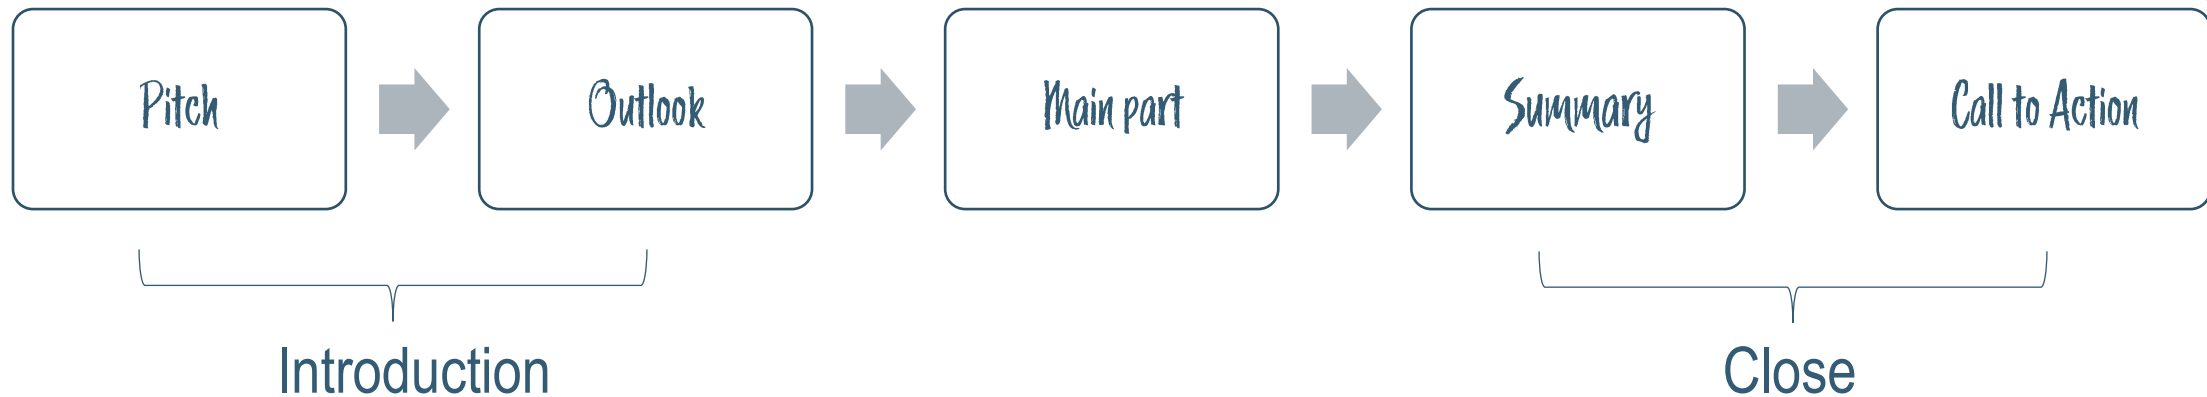 Pitch
Outlook
Main part
Summary
Call to Action
Introduction
Close